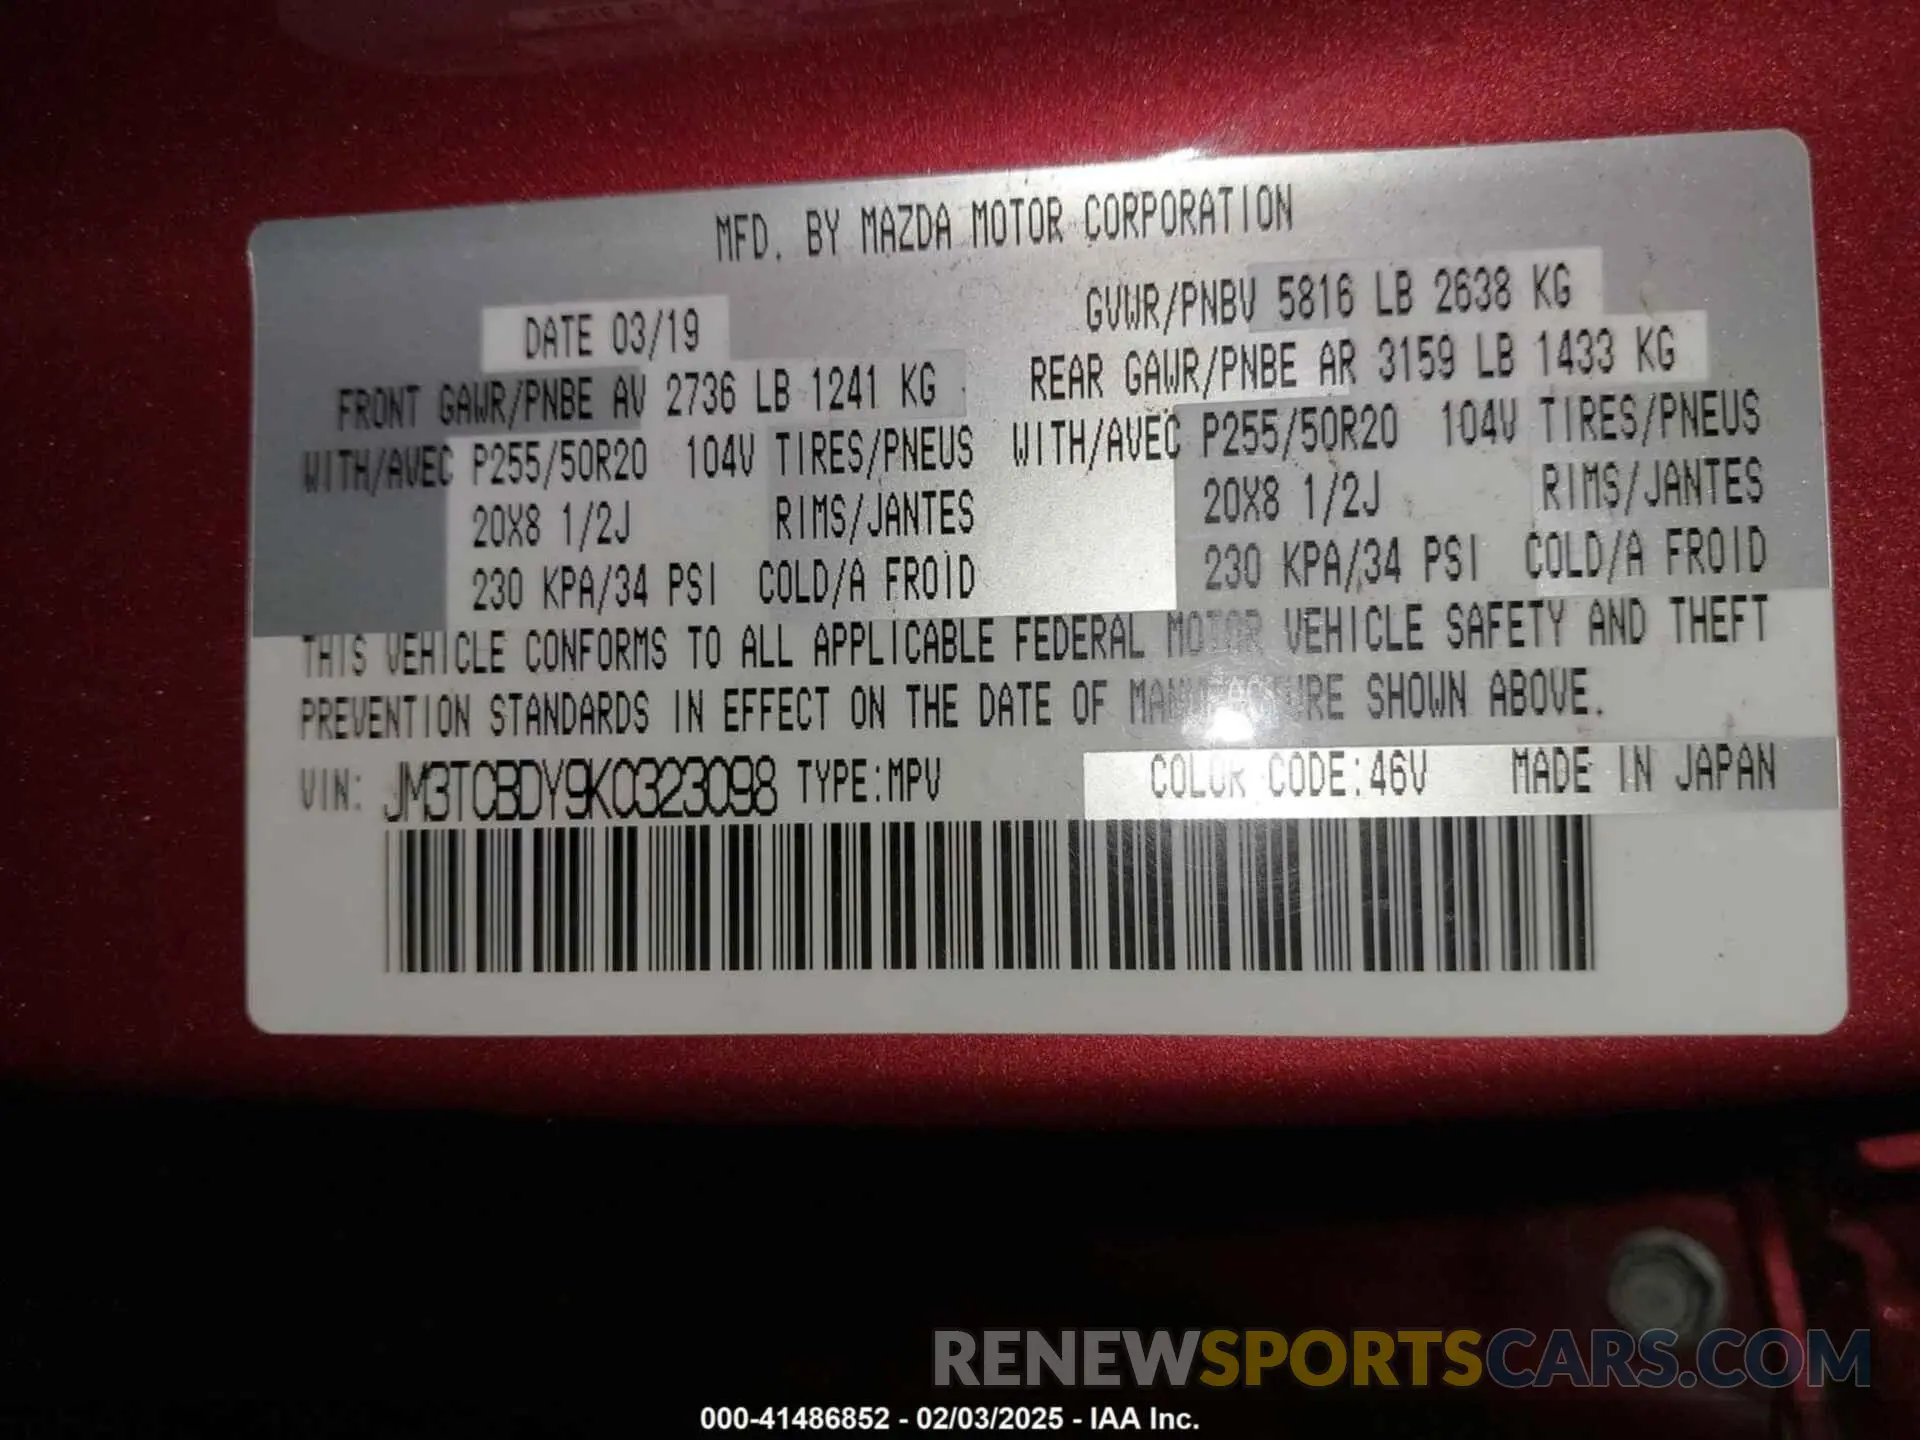 MFD. BY MAZDA MOTOR CORPORATION
DATE 03/19
GVWR/PNBV 5816 LB 2638 KG
FRONT GAWR/PNBE AV 2736 LB 1241 KG
REAR GAWR/PNBE AR 3159 LB 1433 KG
WITH/AVEC P255/50R20 104V TIRES/PNEUS
WITH/AVEC P255/50R20 104V TIRES/PNEUS
20X8 1/2J RIMS/JANTES
20X8 1/2J RIMS/JANTES
230 KPA/34 PSI COLD/A FROID
230 KPA/34 PSI COLD/A FROID
THIS VEHICLE CONFORMS TO ALL APPLICABLE FEDERAL MOTOR VEHICLE SAFETY AND THEFT
PREVENTION STANDARDS IN EFFECT ON THE DATE OF MANUFACTURE SHOWN ABOVE.
VIN: JM3TCBDY9K0323098 TYPE:MPV COLOR CODE:46V MADE IN JAPAN
RENEWSPORTSCARS.COM
000-41486852 - 02/03/2025 - IAA Inc.